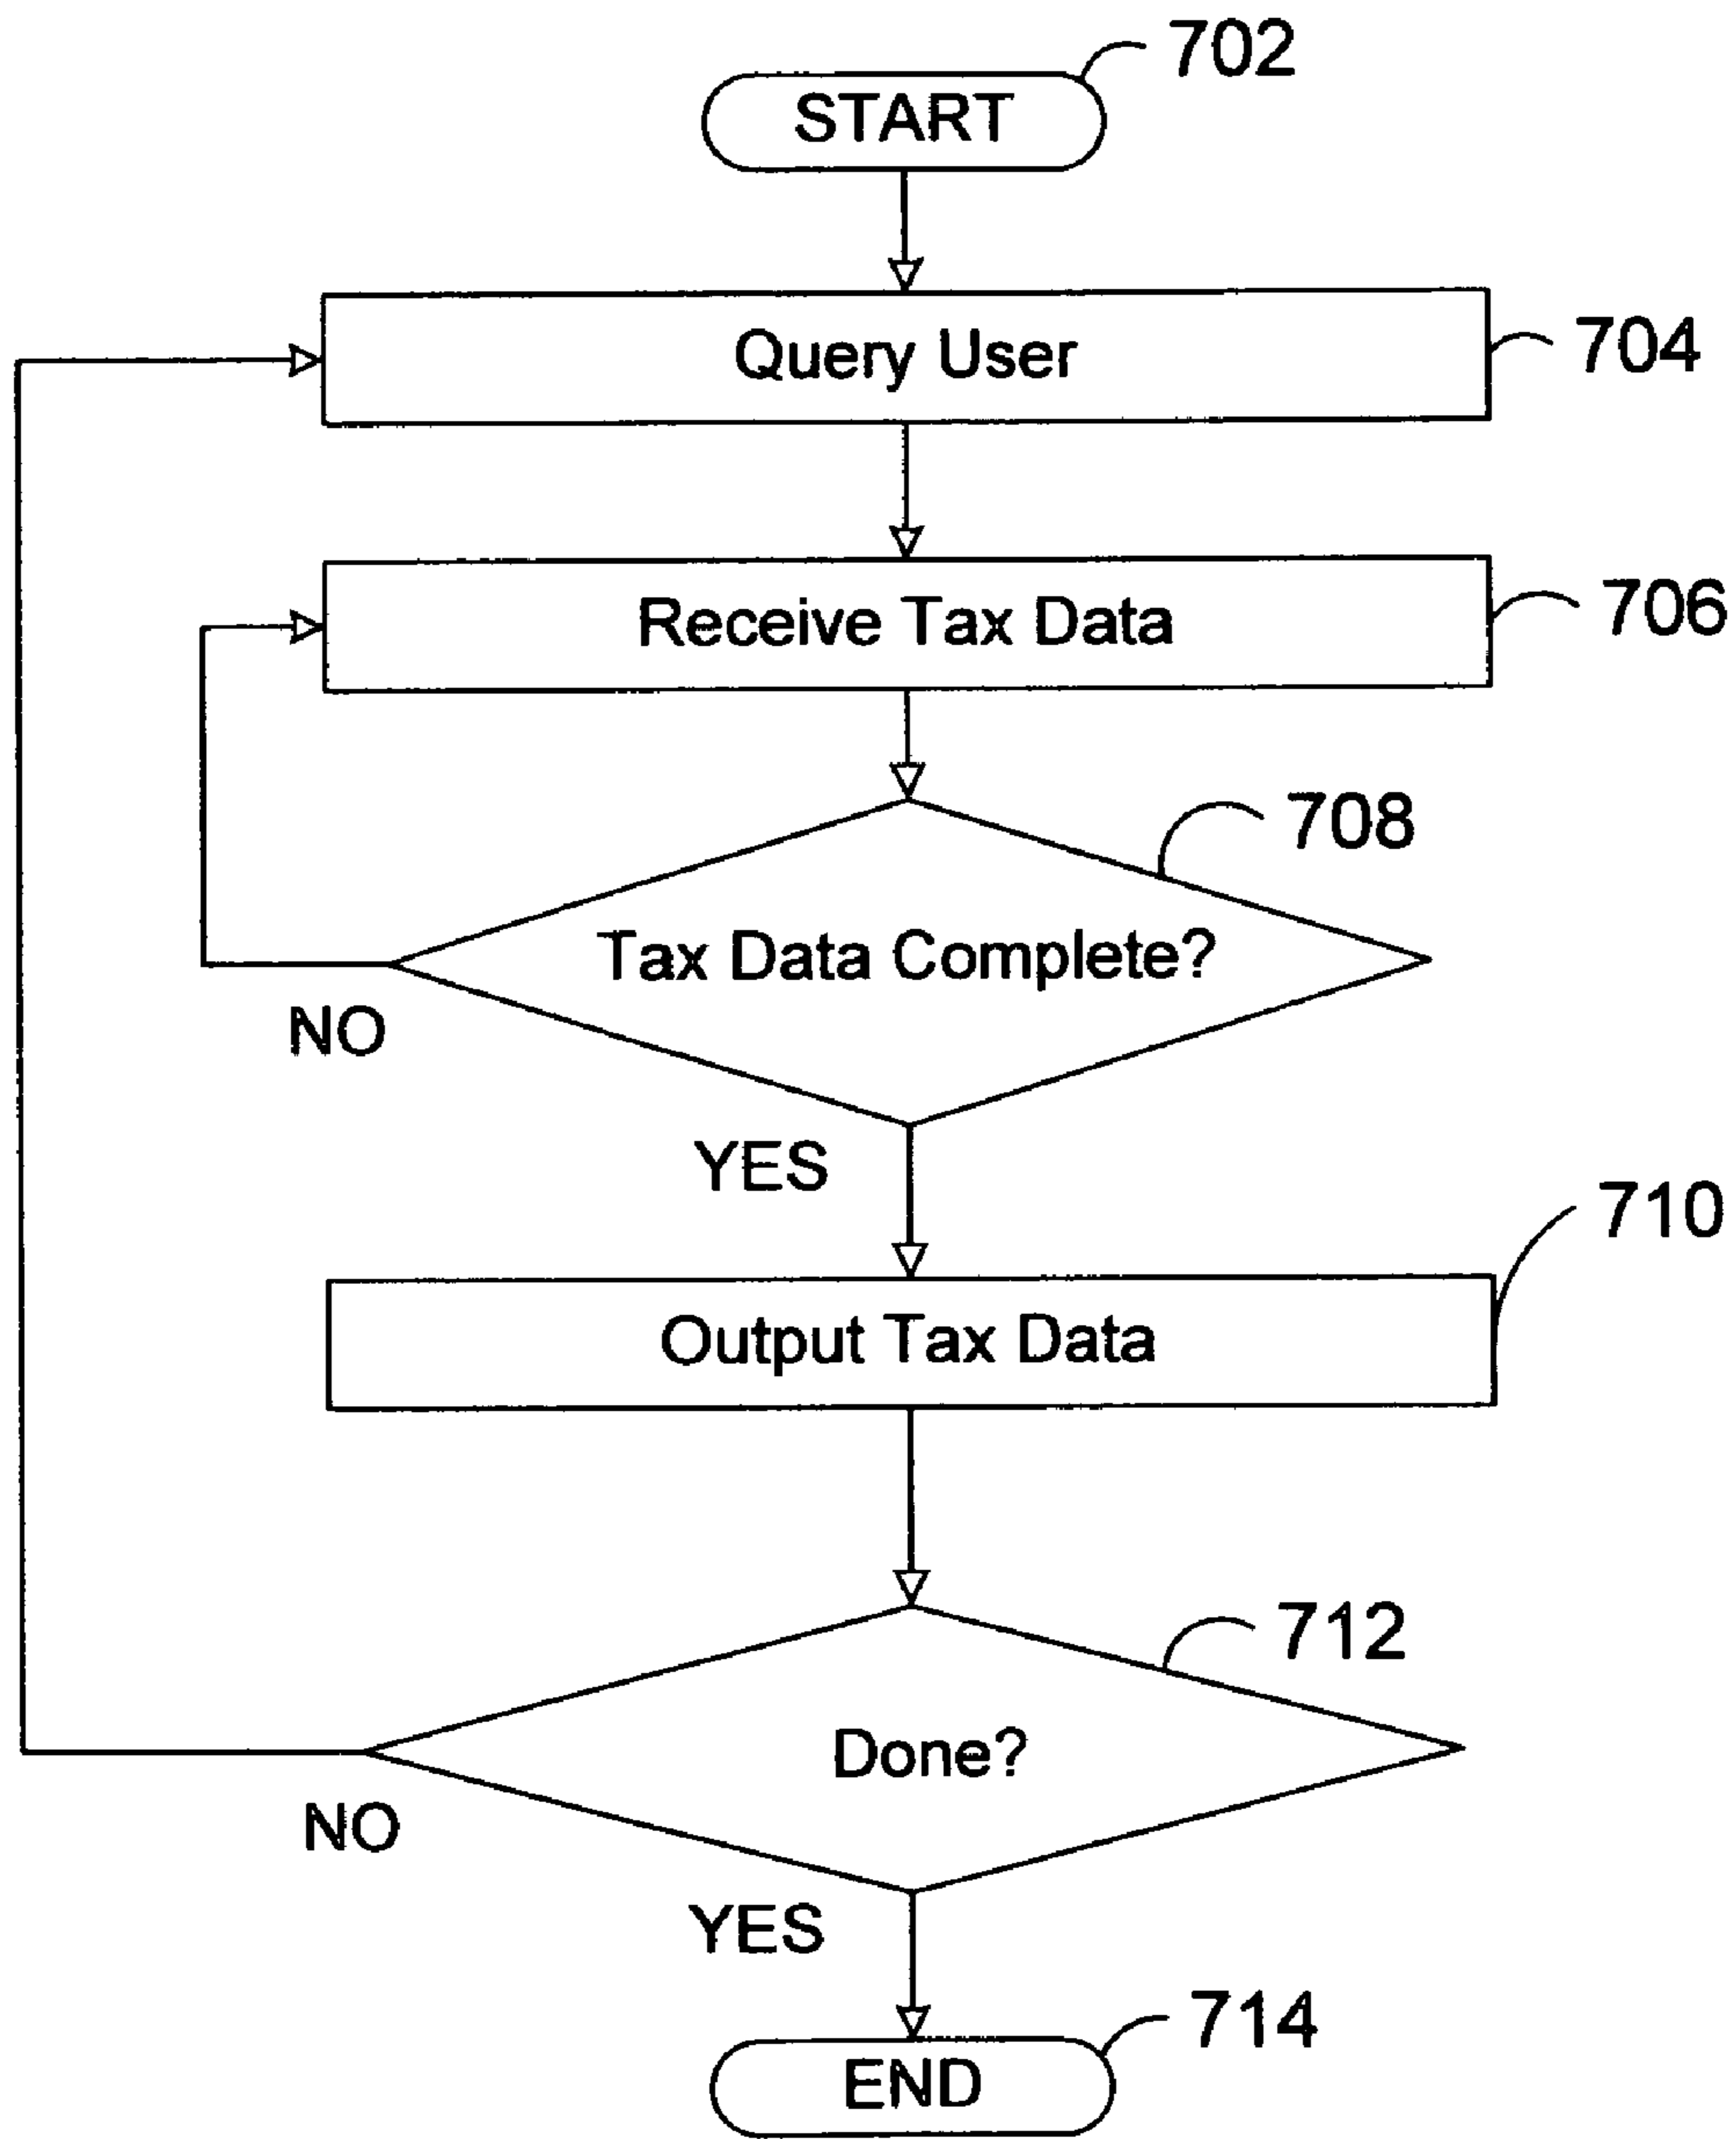 702
START
Query User
704
Receive Tax Data
706
708
Tax Data Complete?
NO
YES
710
Output Tax Data
712
Done?
NO
YES
714
END